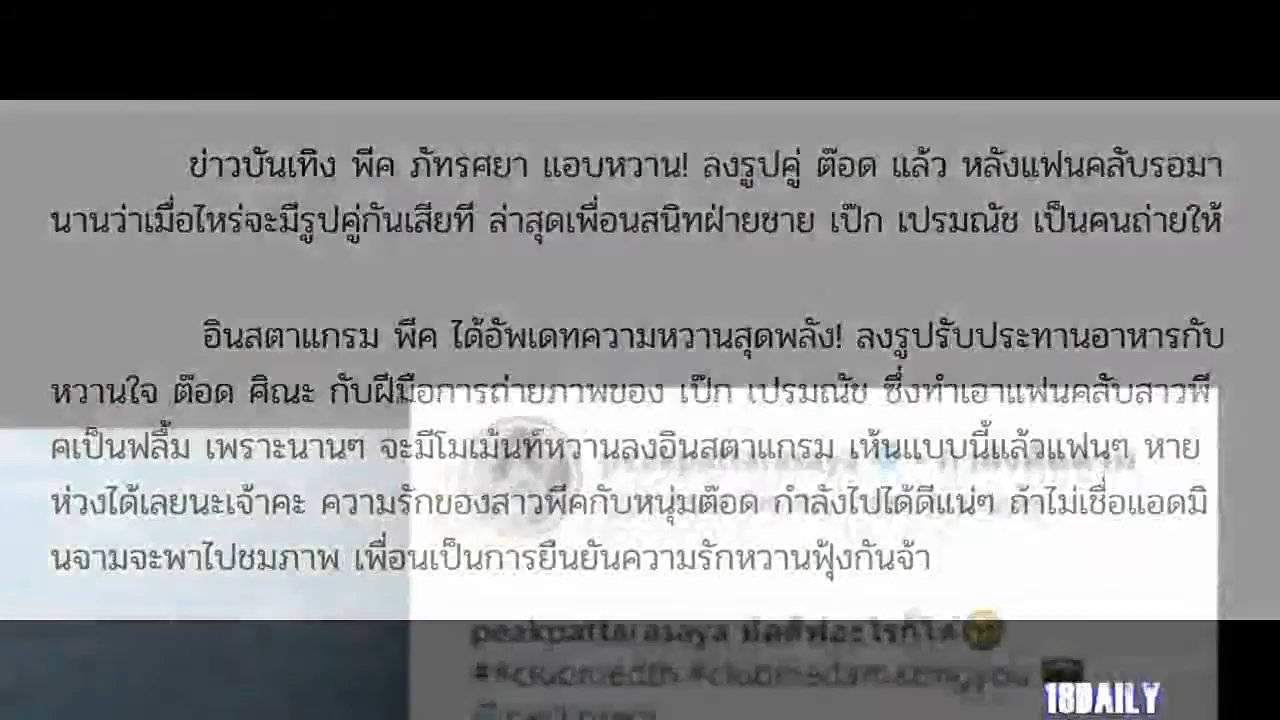 ข่าวบันเทิง พีค ภัทรศยา แอบหวาน! ลงรูปคู่ ต๊อด แล้ว หลังแฟนคลับรอมา
นานว่าเมื่อไหร่จะมีรูปคู่กันเสียที ล่าสุดเพื่อนสนิทฝ่ายชาย เป๊ก เปรมณัช เป็นคนถ่ายให้
อินสตาแกรม พีค ได้อัพเดทความหวานสุดพลัง! ลงรูปรับประทานอาหารกับ
หวานใจ ต๊อด ศิณะ กับฝีมือการถ่ายภาพของ เป๊ก เปรมณัช ซึ่งทำเอาแฟนคลับสาวพี
คเป็นฟลื้ม เพราะนานๆ จะมีโมเม้นท์หวานลงอินสตาแกรม เห้นแบบนี้แล้วแฟนๆ หาย
ห่วงได้เลยนะเจ้าคะ ความรักของสาวพีคกับหนุ่มต๊อด กำลังไปได้ดีแน่ๆ ถ้าไม่เชื่อแอดมิ
นจามจะพาไปชมภาพ เพื่อนเป็นการยืนยันความรักหวานฟุ้งกันจ้า
peakpattarasaya
18DAILY